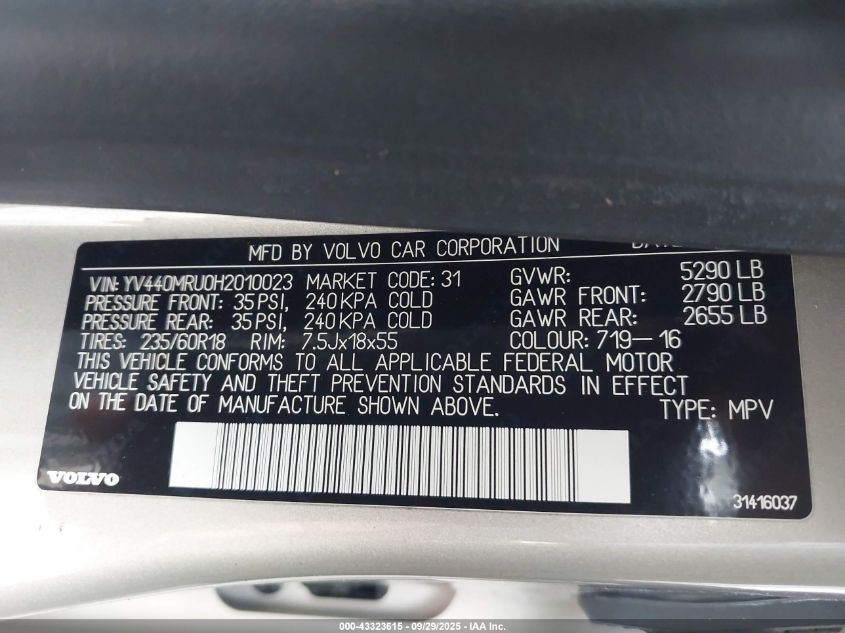 MFD BY VOLVO CAR CORPORATION
VIN: YV440MRU0H2010023 MARKET CODE: 31 GVWR: 5290 LB
PRESSURE FRONT: 35 PSI, 240 KPA COLD GAWR FRONT: 2790 LB
PRESSURE REAR: 35 PSI, 240 KPA COLD GAWR REAR: 2655 LB
TIRES: 235/60R18 RIM: 7.5Jx18x55 COLOUR: 719-16
THIS VEHICLE CONFORMS TO ALL APPLICABLE FEDERAL MOTOR
VEHICLE SAFETY AND THEFT PREVENTION STANDARDS IN EFFECT
ON THE DATE OF MANUFACTURE SHOWN ABOVE. TYPE: MPV
VOLVO
31416037
000-43323615 - 09/29/2025 - IAA Inc.